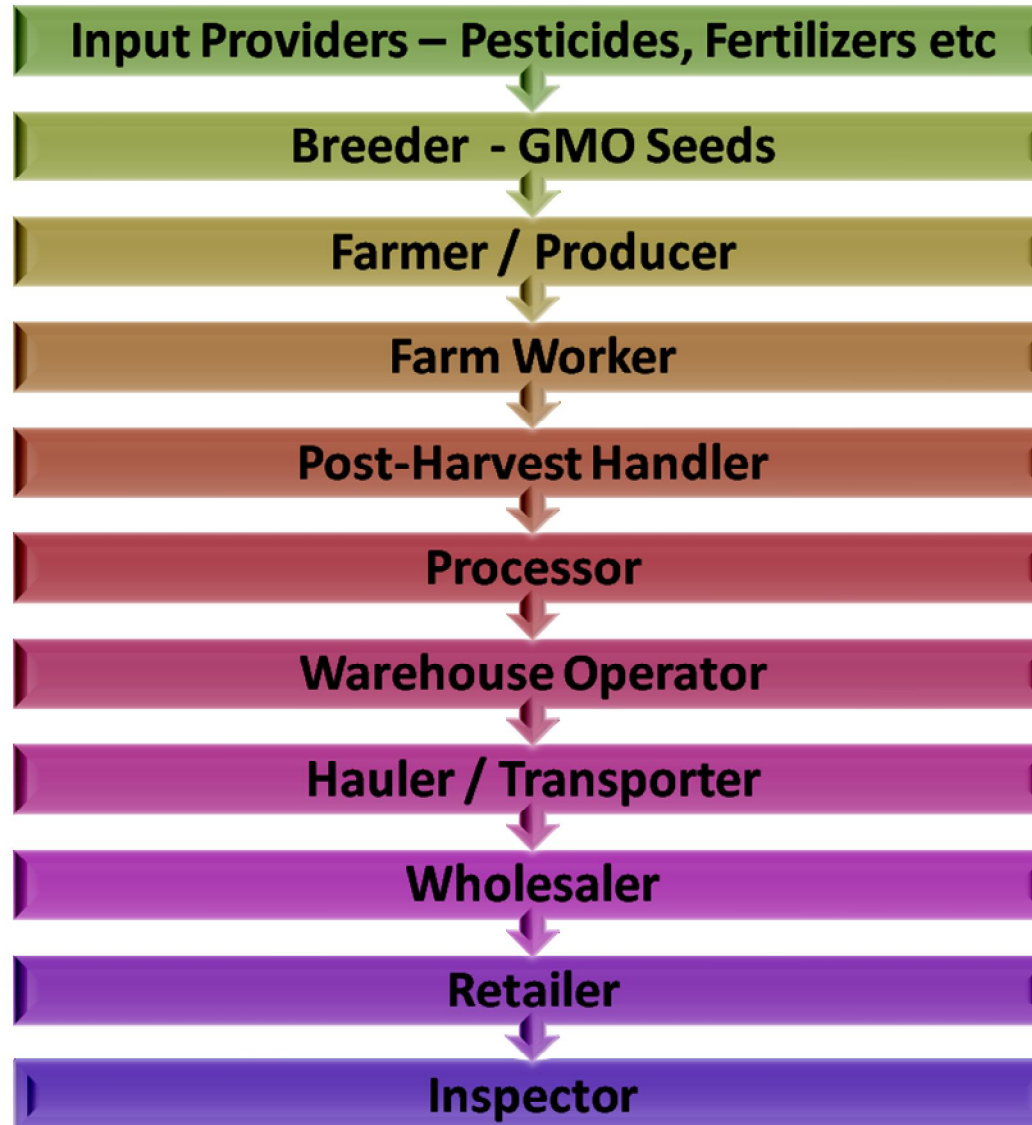 Input Providers – Pesticides, Fertilizers etc
Breeder - GMO Seeds
Farmer / Producer
Farm Worker
Post-Harvest Handler
Processor
Warehouse Operator
Hauler / Transporter
Wholesaler
Retailer
Inspector